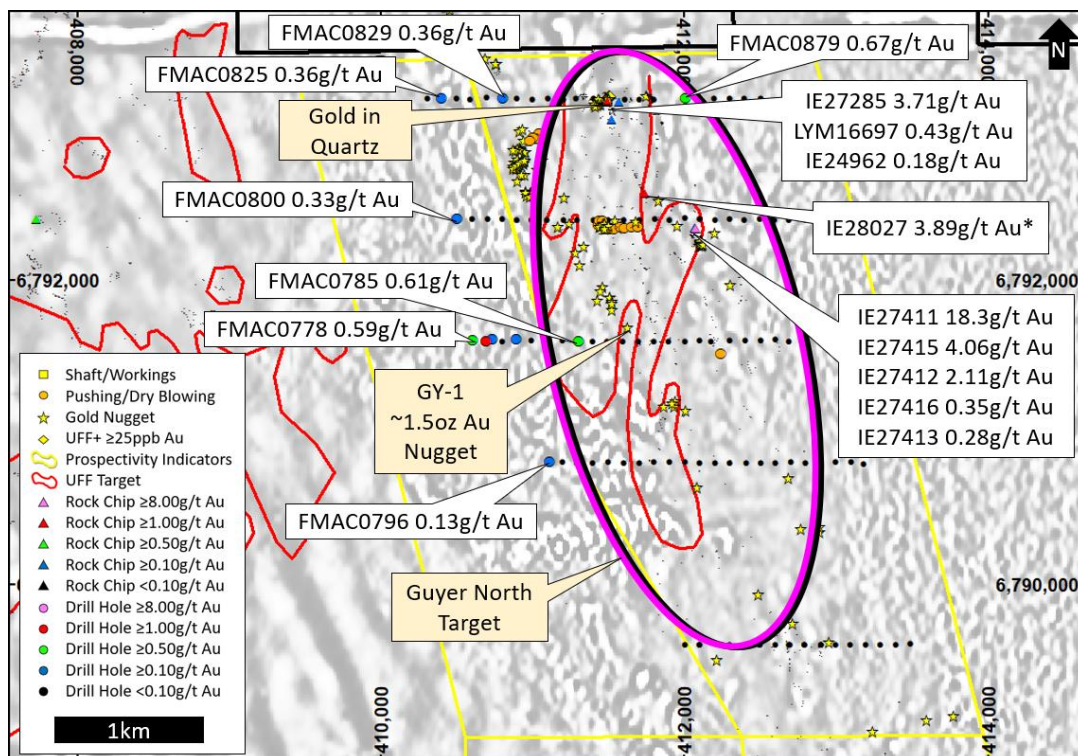 408,000
412,000
414,000
N
FMAC0829 0.36g/t Au
FMAC0879 0.67g/t Au
FMAC0825 0.36g/t Au
Gold in
Quartz
IE27285 3.71g/t Au
LYM16697 0.43g/t Au
IE24962 0.18g/t Au
FMAC0800 0.33g/t Au
IE28027 3.89g/t Au*
6,792,000
6,792,000
FMAC0785 0.61g/t Au
FMAC0778 0.59g/t Au
IE27411 18.3g/t Au
IE27415 4.06g/t Au
IE27412 2.11g/t Au
IE27416 0.35g/t Au
IE27413 0.28g/t Au
GY-1
~1.5oz Au
Nugget
Shaft/Workings
Pushing/Dry Blowing
Gold Nugget
UFF+ ≥25ppb Au
Prospectivity Indicators
UFF Target
Rock Chip ≥8.00g/t Au
Rock Chip ≥1.00g/t Au
Rock Chip ≥0.50g/t Au
Rock Chip ≥0.10g/t Au
Rock Chip <0.10g/t Au
Drill Hole ≥8.00g/t Au
Drill Hole ≥1.00g/t Au
Drill Hole ≥0.50g/t Au
Drill Hole ≥0.10g/t Au
Drill Hole <0.10g/t Au
1km
FMAC0796 0.13g/t Au
Guyer North
Target
6,790,000
410,000
412,000
414,000